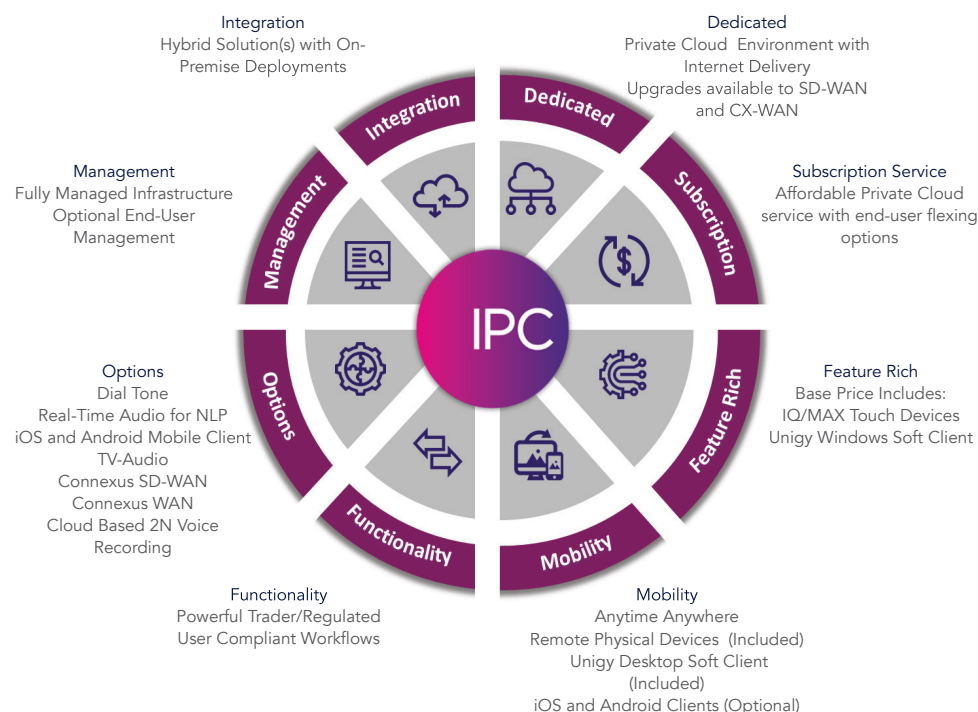 Integration
Hybrid Solution(s) with On-
Premise Deployments
Dedicated
Private Cloud Environment with
Internet Delivery
Upgrades available to SD-WAN
and CX-WAN
Management
Fully Managed Infrastructure
Optional End-User
Management
Subscription Service
Affordable Private Cloud
service with end-user flexing
options
Integration
Dedicated
Management
Subscription
IPC
$
Options
Feature Rich
Functionality
Mobility
Options
Dial Tone
Real-Time Audio for NLP
iOS and Android Mobile Client
TV-Audio
Connexus SD-WAN
Connexus WAN
Cloud Based 2N Voice
Recording
Feature Rich
Base Price Includes:
IQ/MAX Touch Devices
Unigy Windows Soft Client
Functionality
Powerful Trader/Regulated
User Compliant Workflows
Mobility
Anytime Anywhere
Remote Physical Devices (Included)
Unigy Desktop Soft Client
(Included)
iOS and Android Clients (Optional)